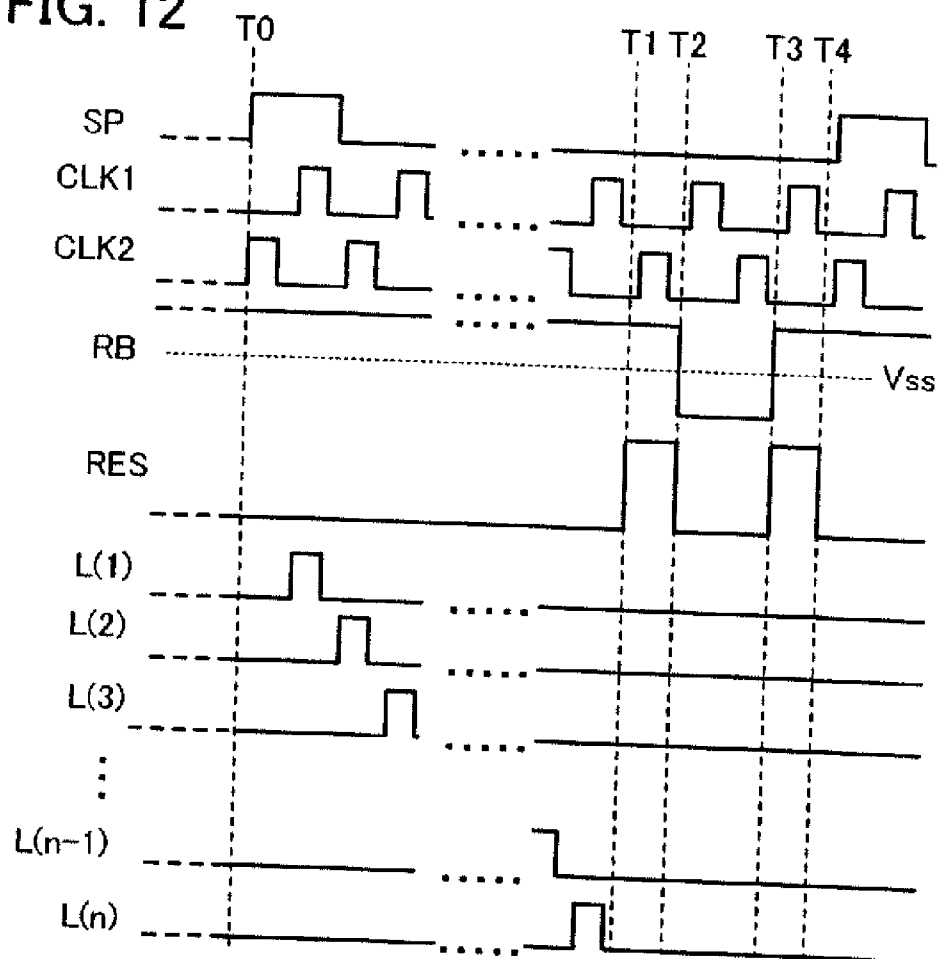 FIG. 12
T0 T1 T2 T3 T4
SP
CLK1
CLK2
RB
Vss
RES
L(1)
L(2)
L(3)
L(n-1)
L(n)